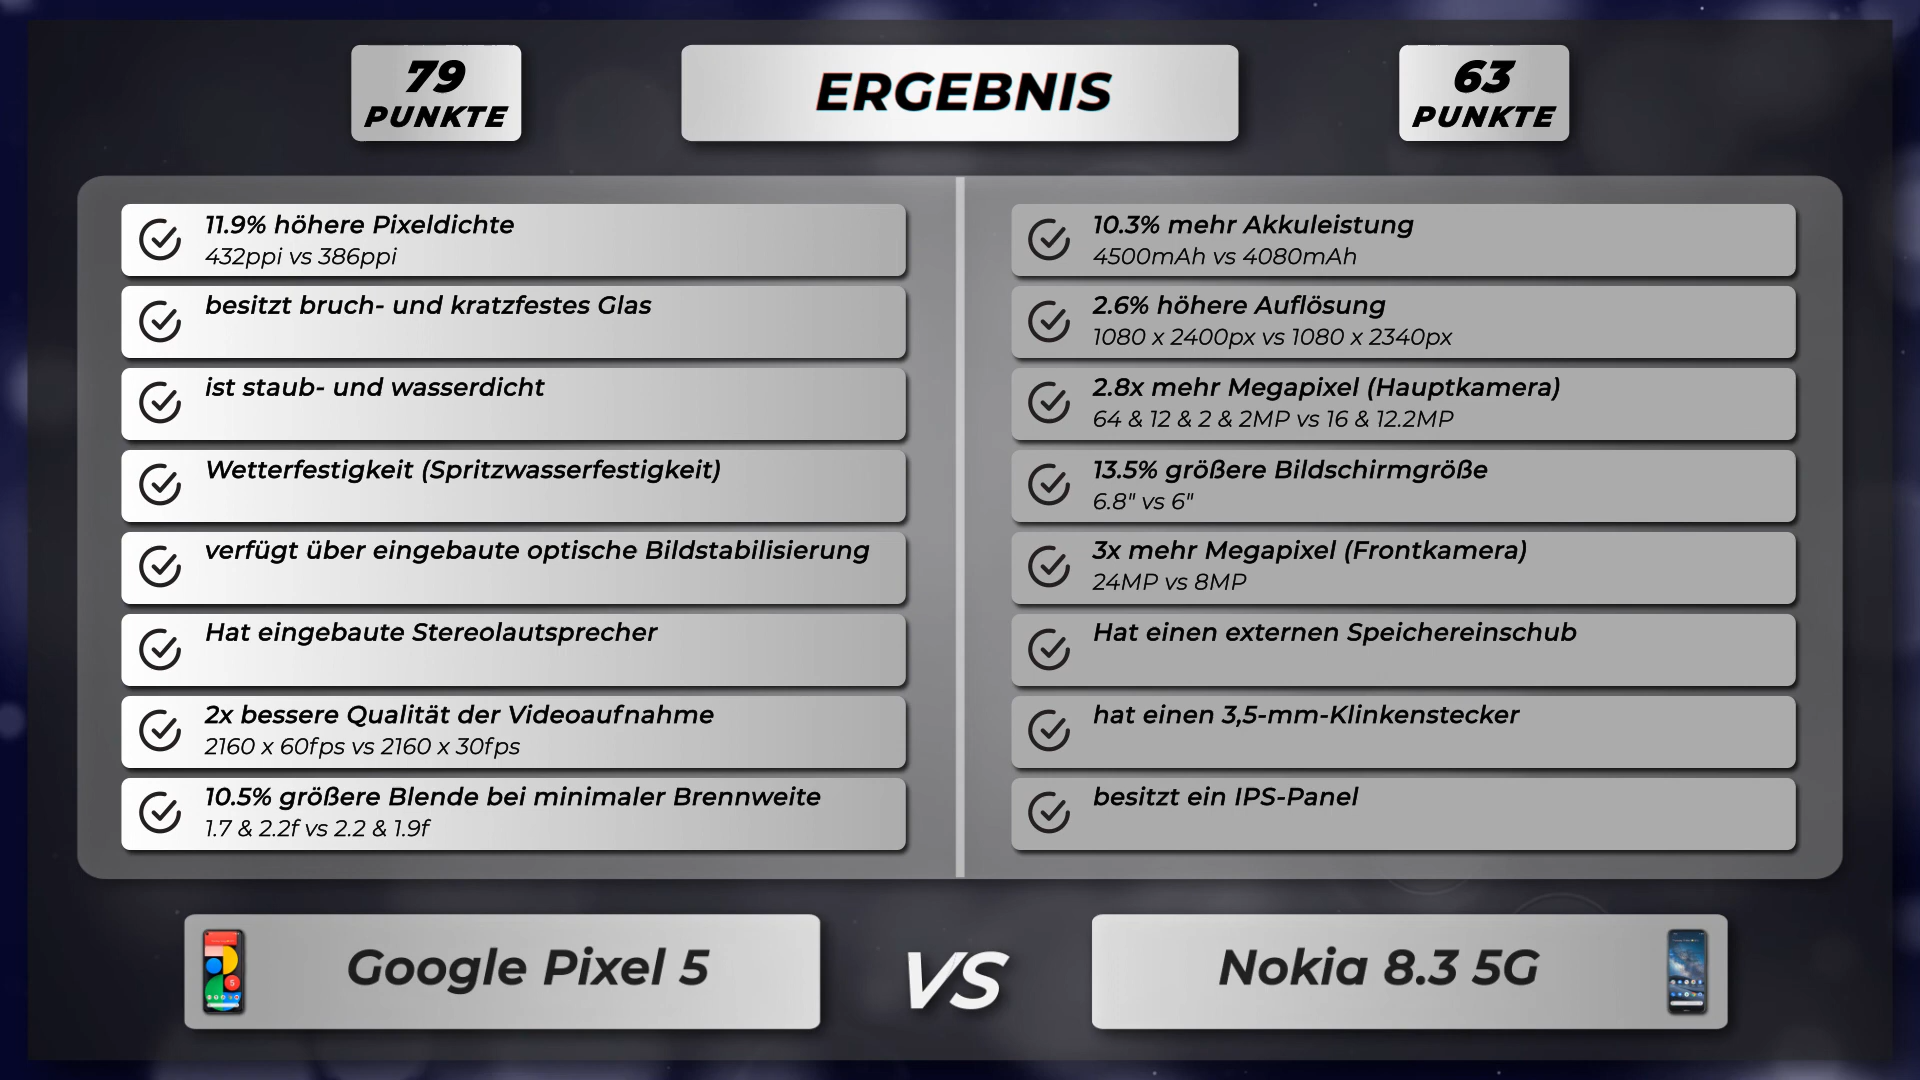 79
PUNKTE
ERGEBNIS
63
PUNKTE
11.9% höhere Pixeldichte
432ppi vs 386ppi
besitzt bruch- und kratzfestes Glas
ist staub- und wasserdicht
Wetterfestigkeit (Spritzwasserfestigkeit)
verfügt über eingebaute optische Bildstabilisierung
Hat eingebaute Stereolautsprecher
2x bessere Qualität der Videoaufnahme
2160 x 60fps vs 2160 x 30fps
10.5% größere Blende bei minimaler Brennweite
1.7 & 2.2f vs 2.2 & 1.9f
10.3% mehr Akkuleistung
4500mAh vs 4080mAh
2.6% höhere Auflösung
1080 x 2400px vs 1080 x 2340px
2.8x mehr Megapixel (Hauptkamera)
64 & 12 & 2 & 2MP vs 16 & 12.2MP
13.5% größere Bildschirmgröße
6.8" vs 6"
3x mehr Megapixel (Frontkamera)
24MP vs 8MP
Hat einen externen Speichereinschub
hat einen 3,5-mm-Klinkenstecker
besitzt ein IPS-Panel
Google Pixel 5
VS
Nokia 8.3 5G